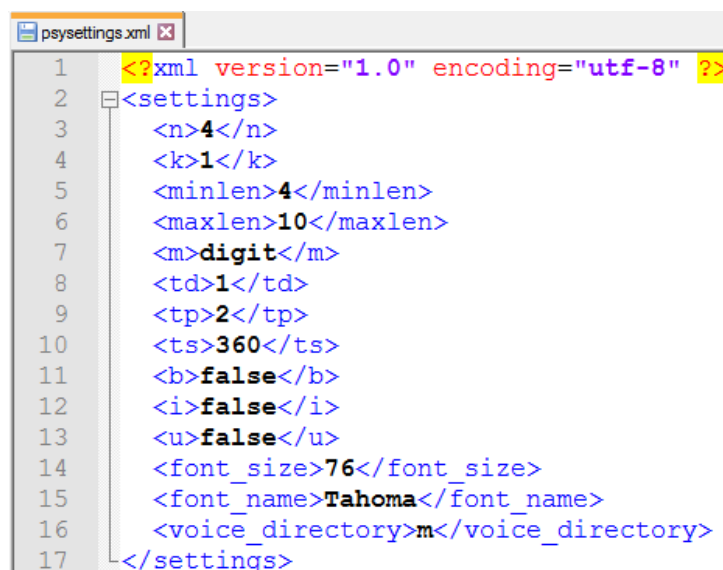 psysettings.xml
1 <?xml version="1.0" encoding="utf-8" ?>
2 <settings>
3 <n>4</n>
4 <k>1</k>
5 <minlen>4</minlen>
6 <maxlen>10</maxlen>
7 <m>digit</m>
8 <td>1</td>
9 <tp>2</tp>
10 <ts>360</ts>
11 <b>false</b>
12 <i>false</i>
13 <u>false</u>
14 <font_size>76</font_size>
15 <font_name>Tahoma</font_name>
16 <voice_directory>m</voice_directory>
17 </settings>